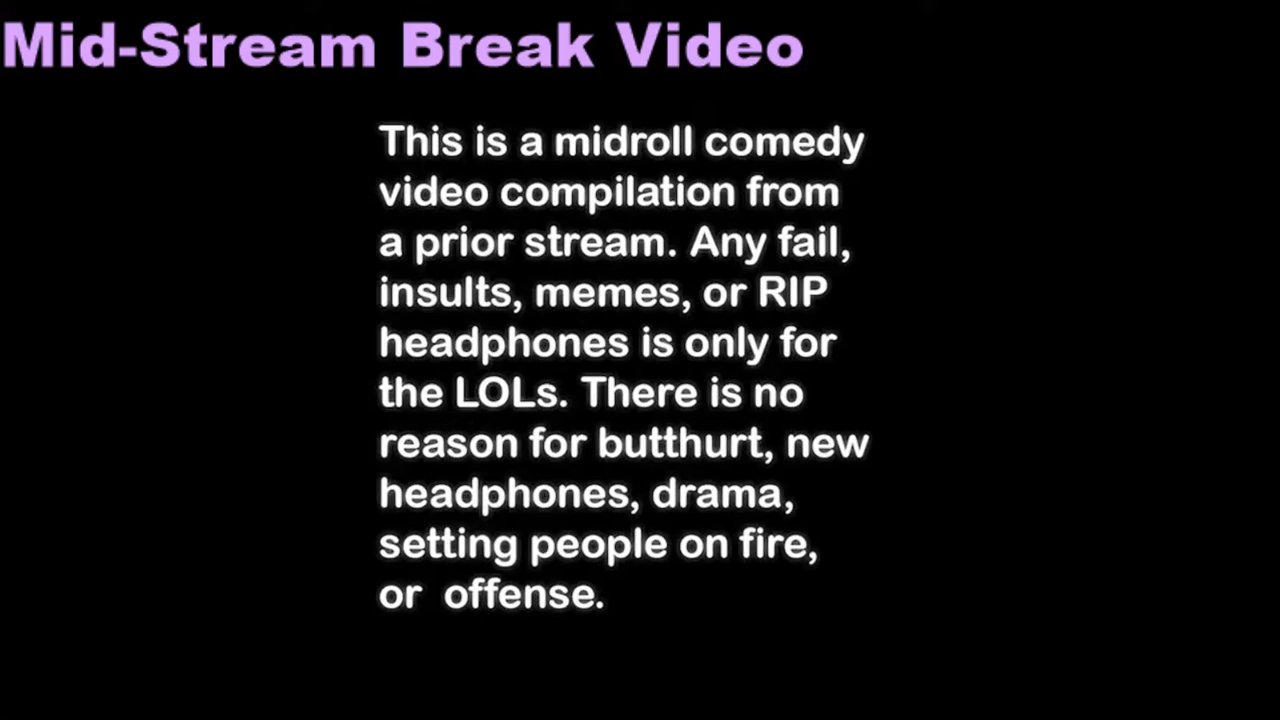 Mid-Stream Break Video
This is a midroll comedy
video compilation from
a prior stream. Any fail,
insults, memes, or RIP
headphones is only for
the LOLs. There is no
reason for butthurt, new
headphones, drama,
setting people on fire,
or offense.